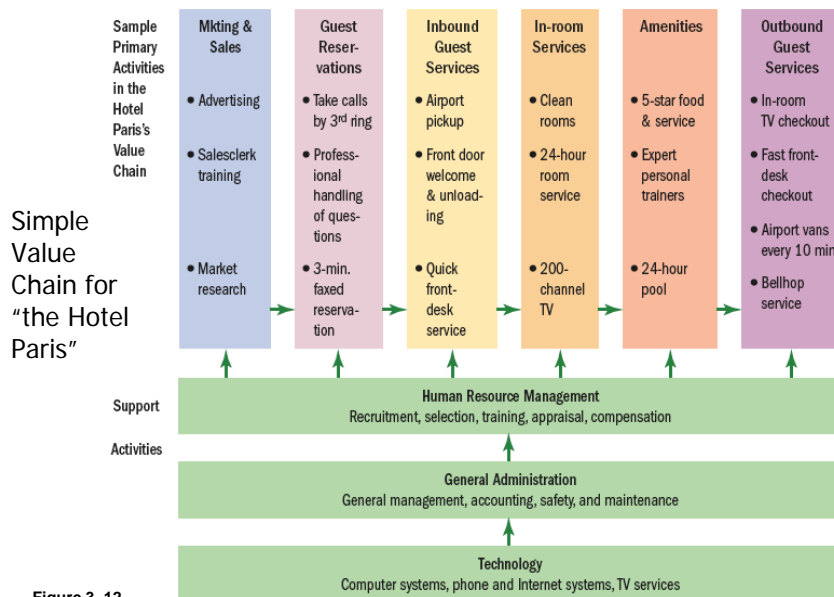 Sample
Primary
Activities
in the
Hotel
Paris's
Value
Chain
Simple
Value
Chain for
“the Hotel
Paris”
Mkting &
Sales
• Advertising
• Salesclerk
training
• Market
research
Guest
Reser-
vations
• Take calls
by 3rd ring
• Profess-
ional
handling
of ques-
tions
• 3-min.
faxed
reserva-
tion
Inbound
Guest
Services
• Airport
pickup
• Front door
welcome
& unload-
ing
• Quick
front-
desk
service
In-room
Services
• Clean
rooms
• 24-hour
room
service
• 200-
channel
TV
Amenities
• 5-star food
& service
• Expert
personal
trainers
• 24-hour
pool
Outbound
Guest
Services
• In-room
TV checkout
• Fast front-
desk
checkout
• Airport vans
every 10 min
• Bellhop
service
Support
Activities
Human Resource Management
Recruitment, selection, training, appraisal, compensation
General Administration
General management, accounting, safety, and maintenance
Technology
Computer systems, phone and Internet systems, TV services
Figure 3–12